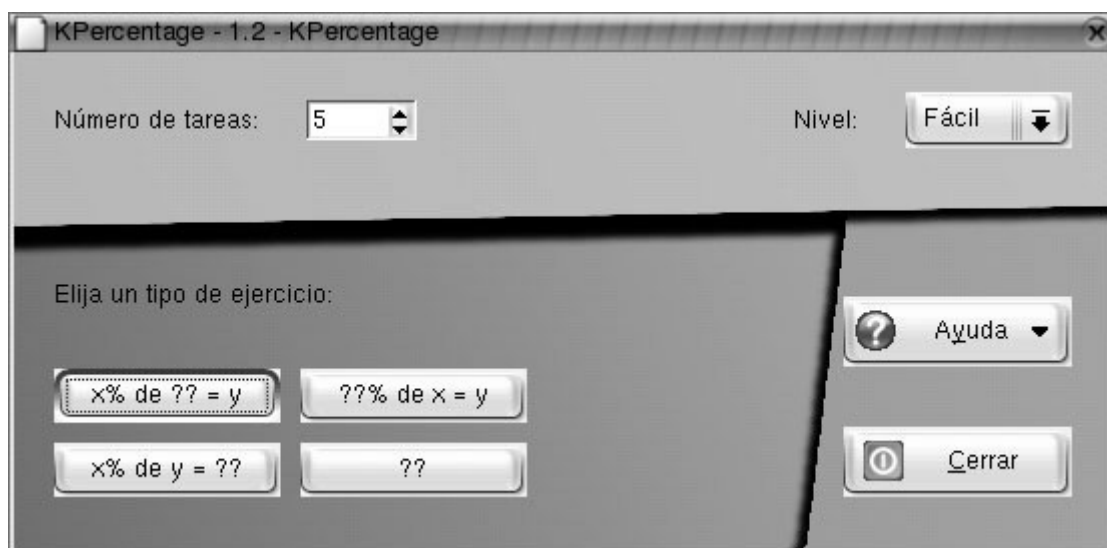 KPercentage - 1.2 - KPercentage
Número de tareas: 5 Nivel: Fácil
Elija un tipo de ejercicio:
Ayuda
x% de ?? = y ??% de x = y
Cerrar
x% de y = ?? ??